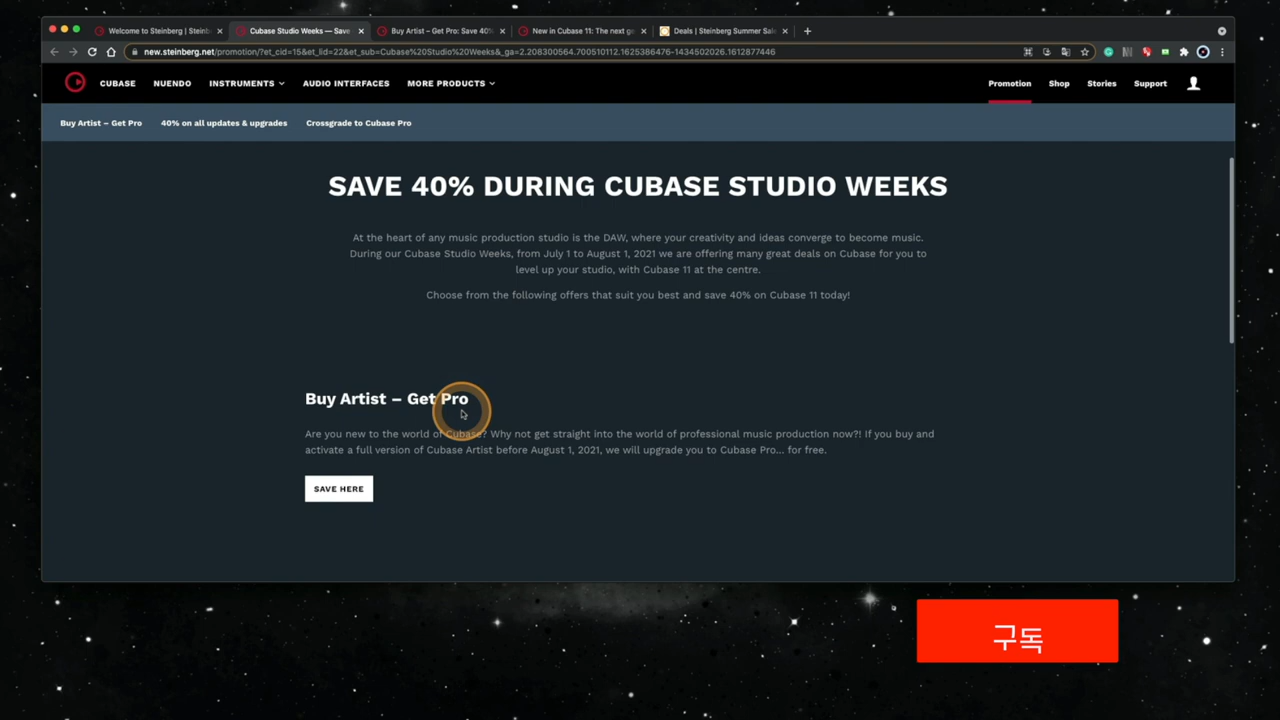 Welcome to Steinberg | Steinbe
Cubase Studio Weeks — Save
Buy Artist – Get Pro: Save 40%
New in Cubase 11: The next ge
Deals | Steinberg Summer Sale
new.steinberg.net/promotion/?et_cid=15&et_lid=22&et_sub=Cubase%20Studio%20Weeks&_ga=2.208300564.700510112.1625386476-1434502026.1612877446
CUBASE NUENDO INSTRUMENTS AUDIO INTERFACES MORE PRODUCTS Promotion Shop Stories Support
Buy Artist – Get Pro 40% on all updates & upgrades Crossgrade to Cubase Pro
SAVE 40% DURING CUBASE STUDIO WEEKS
At the heart of any music production studio is the DAW, where your creativity and ideas converge to become music.
During our Cubase Studio Weeks, from July 1 to August 1, 2021 we are offering many great deals on Cubase for you to
level up your studio, with Cubase 11 at the centre.
Choose from the following offers that suit you best and save 40% on Cubase 11 today!
Buy Artist – Get Pro
Are you new to the world of Cubase? Why not get straight into the world of professional music production now?! If you buy and
activate a full version of Cubase Artist before August 1, 2021, we will upgrade you to Cubase Pro... for free.
SAVE HERE
구독